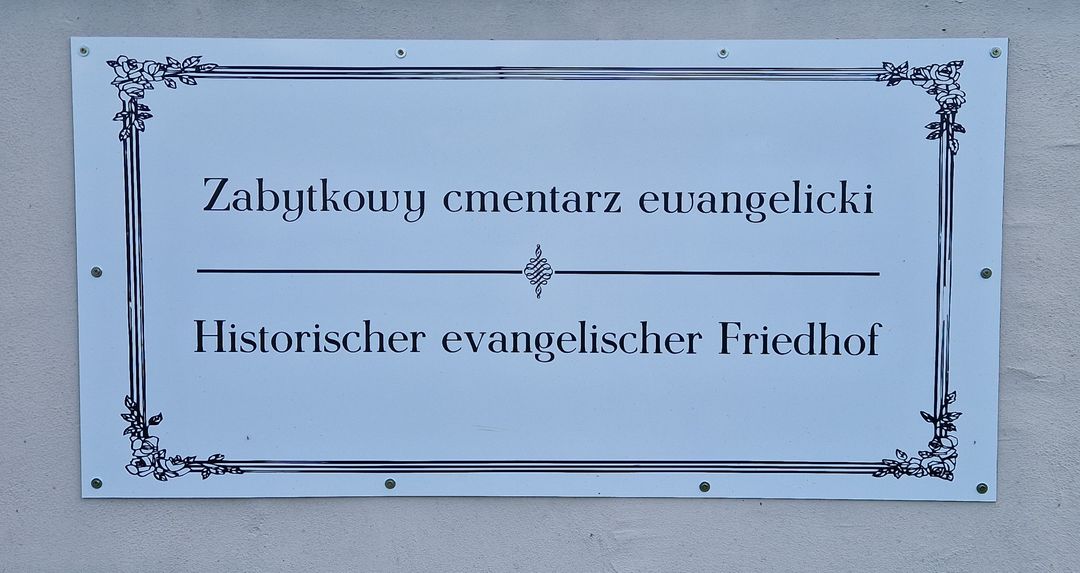 Zabytkowy cmentarz ewangelicki
Historischer evangelischer Friedhof